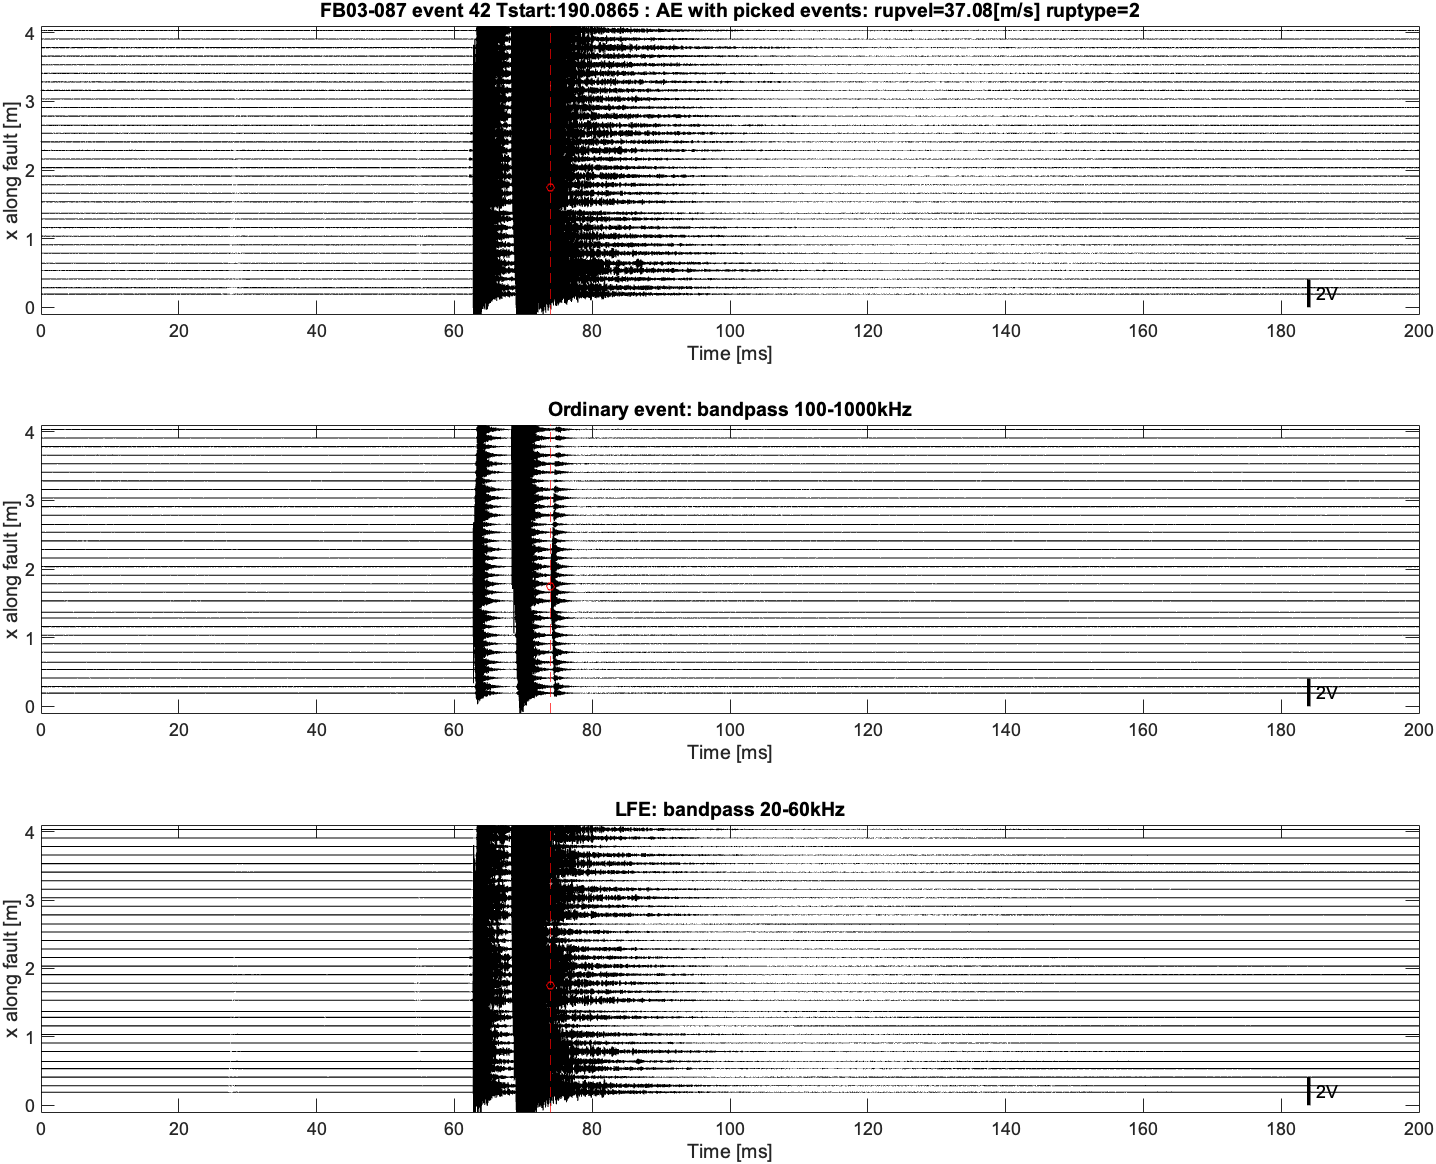 FB03-087 event 42 Tstart:190.0865 : AE with picked events: rupvel=37.08[m/s] ruptype=2
x along fault [m]
4
3
2
1
0
2V
0 20 40 60 80 100 120 140 160 180 200
Time [ms]
Ordinary event: bandpass 100-1000kHz
x along fault [m]
4
3
2
1
0
2V
0 20 40 60 80 100 120 140 160 180 200
Time [ms]
LFE: bandpass 20-60kHz
x along fault [m]
4
3
2
1
0
2V
0 20 40 60 80 100 120 140 160 180 200
Time [ms]